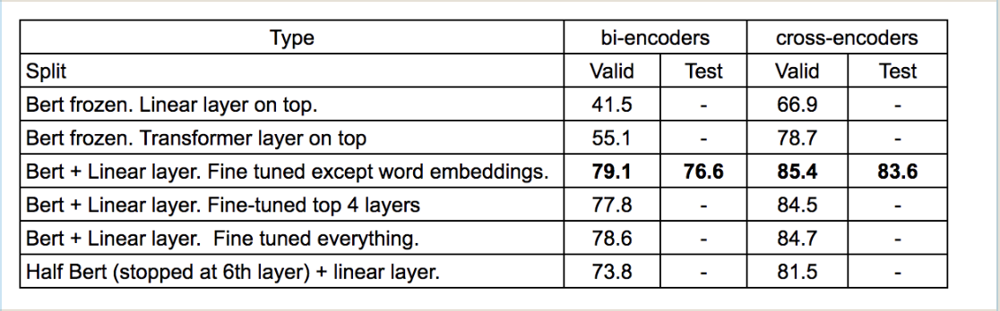 Type bi-encoders cross-encoders
Split Valid Test Valid Test
Bert frozen. Linear layer on top. 41.5 - 66.9 -
Bert frozen. Transformer layer on top 55.1 - 78.7 -
Bert + Linear layer. Fine tuned except word embeddings. 79.1 76.6 85.4 83.6
Bert + Linear layer. Fine-tuned top 4 layers 77.8 - 84.5 -
Bert + Linear layer.  Fine tuned everything. 78.6 - 84.7 -
Half Bert (stopped at 6th layer) + linear layer. 73.8 - 81.5 -